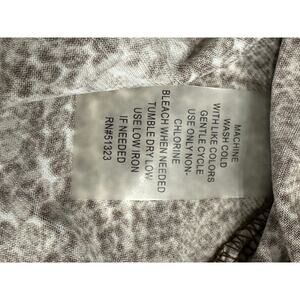 MACHINE
WASH COLD
WITH LIKE COLORS
GENTLE CYCLE
USE ONLY NON-
CHLORINE
BLEACH WHEN NEEDED
TUMBLE DRY LOW
USE LOW IRON
IF NEEDED
RN#51323